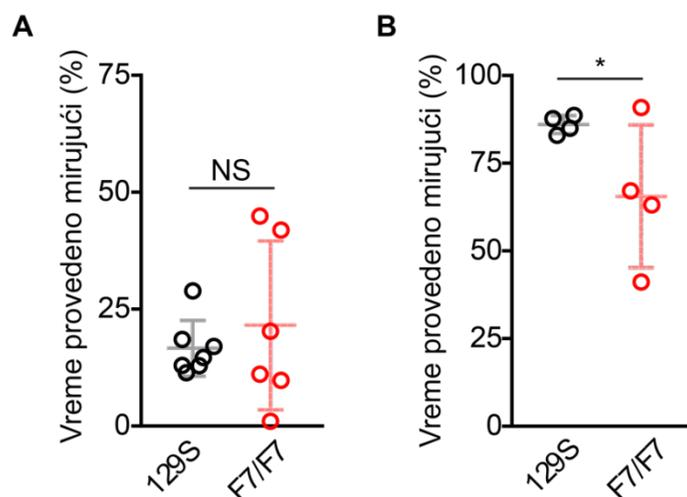 A
Vreme provedeno mirujući (%)
75
50
25
0
NS
129S
F7/F7
B
Vreme provedeno mirujući (%)
100
75
50
25
0
*
129S
F7/F7